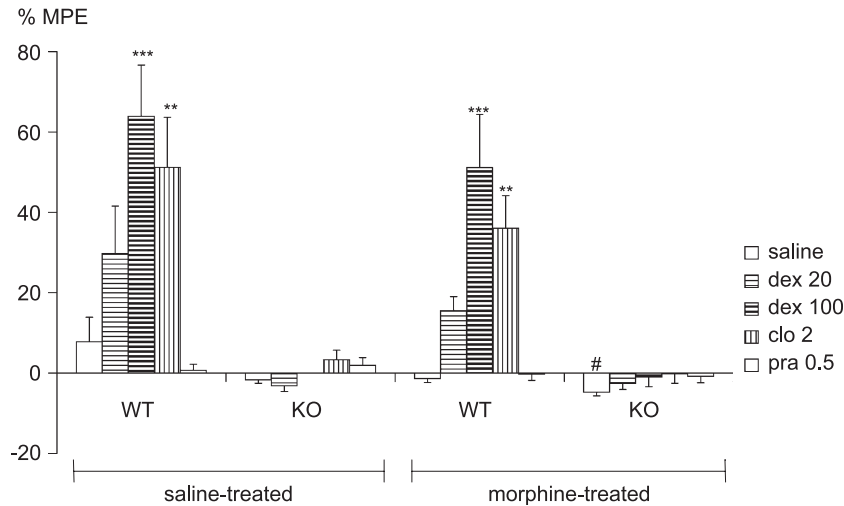 % MPE
80
60
40
20
0
-20
***
**
***
**
#
WT
KO
WT
KO
saline-treated
morphine-treated
saline
dex 20
dex 100
clo 2
pra 0.5